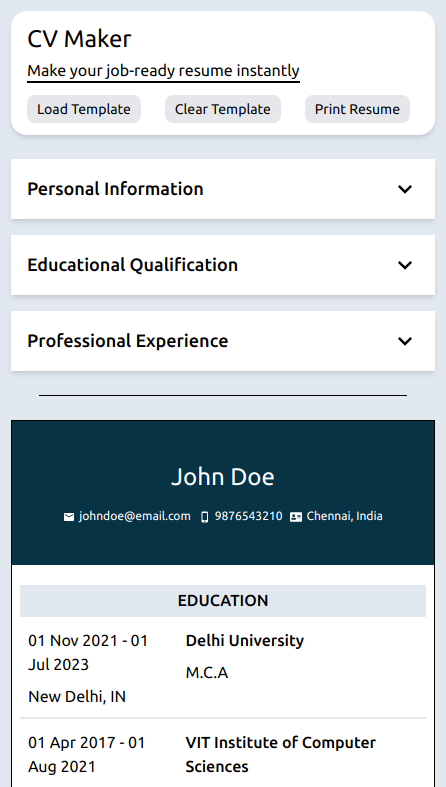 CV Maker
Make your job-ready resume instantly
Load Template
Clear Template
Print Resume
Personal Information
Educational Qualification
Professional Experience
John Doe
johndoe@email.com 9876543210 Chennai, India
EDUCATION
01 Nov 2021 - 01
Jul 2023
New Delhi, IN
Delhi University
M.C.A
01 Apr 2017 - 01
Aug 2021
VIT Institute of Computer
Sciences